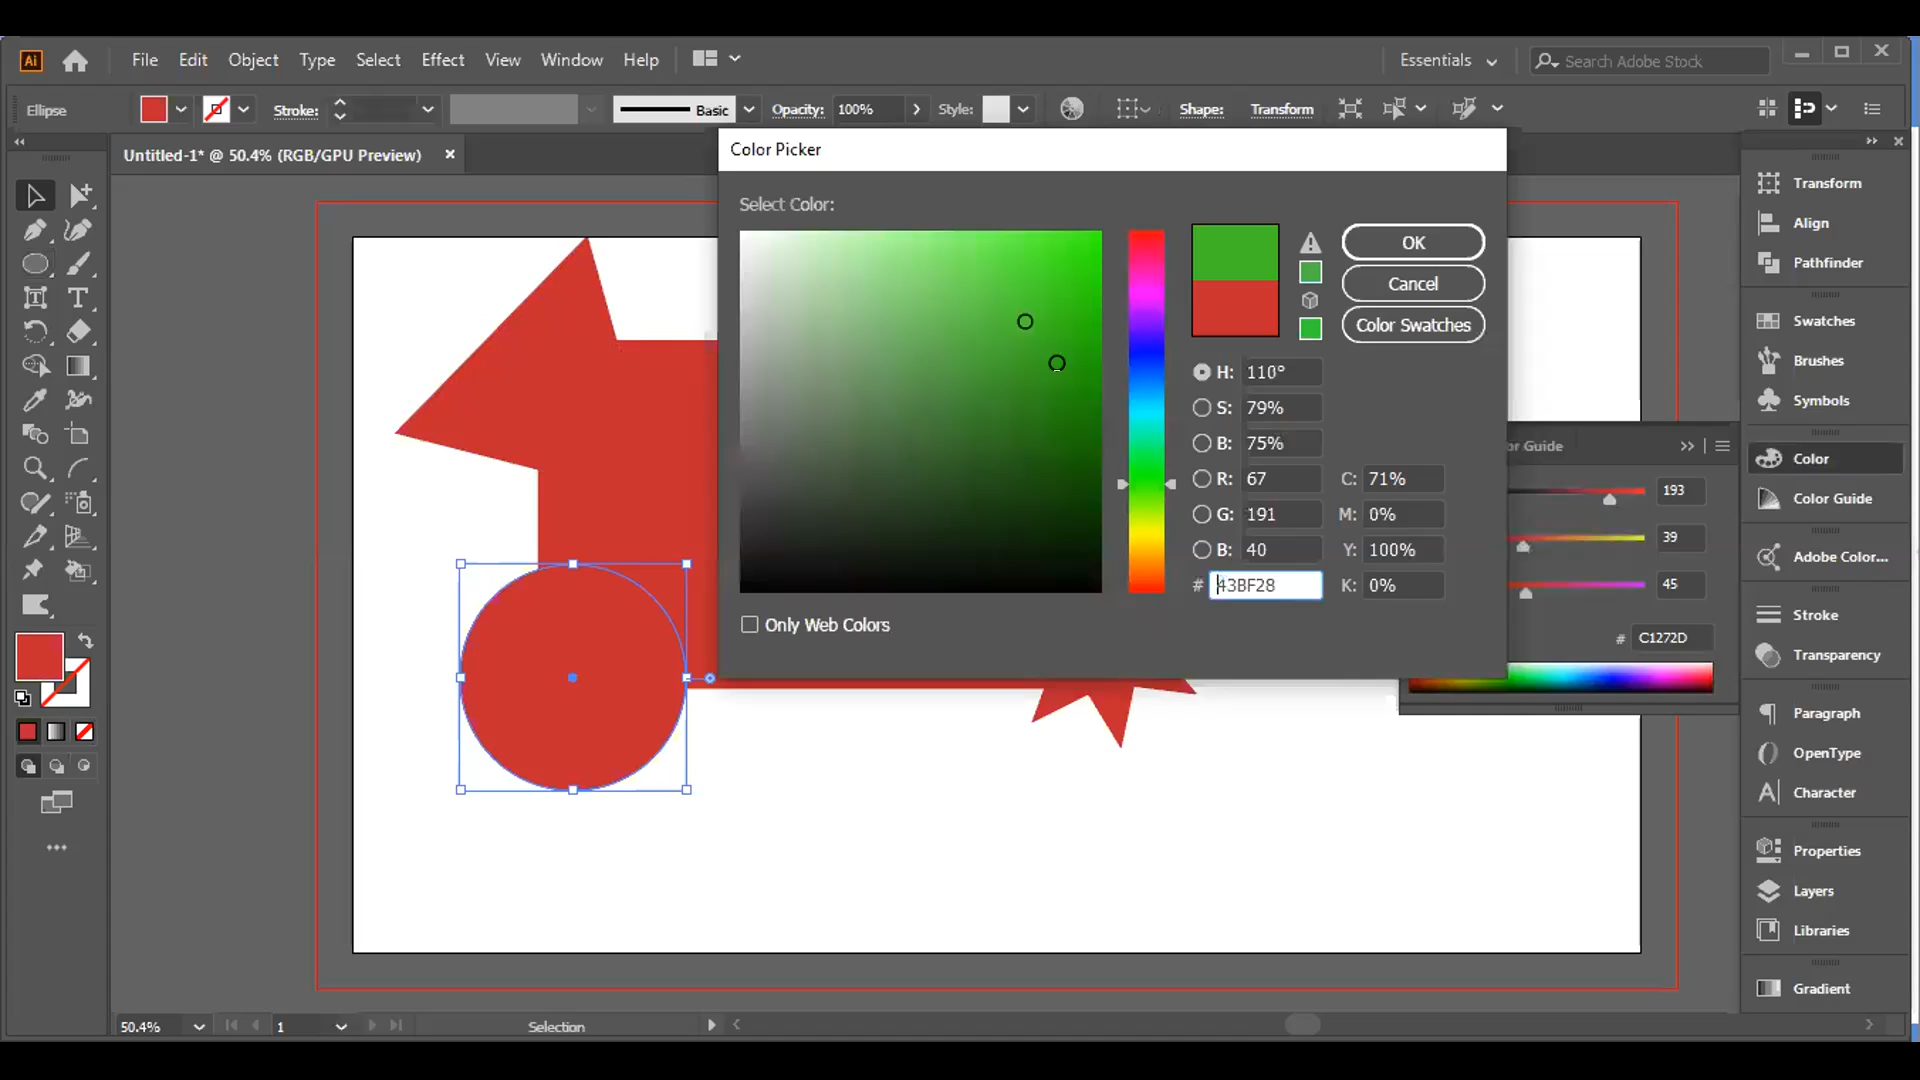 Ai File Edit Object Type Select Effect View Window Help Essentials Search Adobe Stock
Ellipse Stroke: Basic Opacity: 100% Style: Shape: Transform
Untitled-1* @ 50.4% (RGB/GPU Preview)
Color Picker
Select Color:
OK
Cancel
Color Swatches
H: 110°
S: 79%
B: 75%
R: 67 C: 71%
G: 191 M: 0%
B: 40 Y: 100%
# 43BF28 K: 0%
Only Web Colors
or Guide
193
39
45
# C1272D
Transform
Align
Pathfinder
Swatches
Brushes
Symbols
Color
Color Guide
Adobe Color...
Stroke
Transparency
Paragraph
OpenType
Character
Properties
Layers
Libraries
Gradient
50.4% 1 Selection